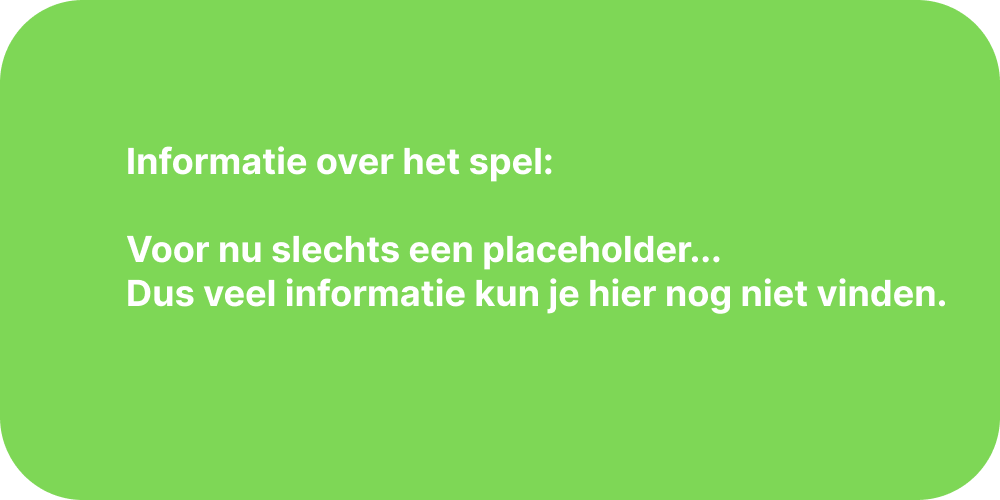 Informatie over het spel:
Voor nu slechts een placeholder...
Dus veel informatie kun je hier nog niet vinden.